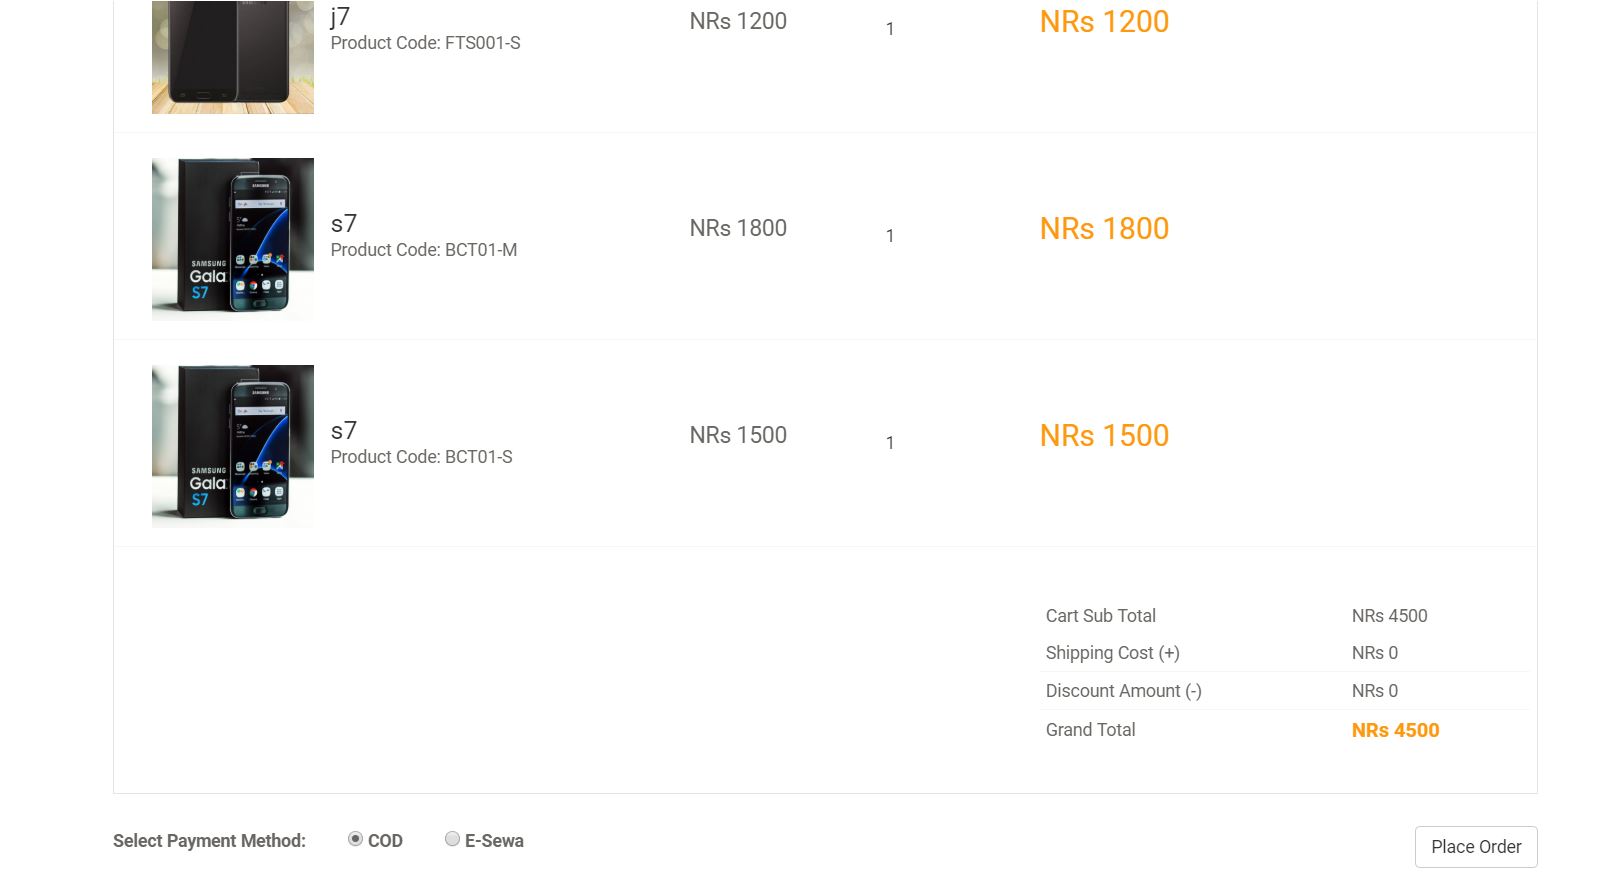 j7
Product Code: FTS001-S
NRs 1200
1
NRs 1200
SAMSUNG
SAMSUNG
Gala
S7
s7
Product Code: BCT01-M
NRs 1800
1
NRs 1800
SAMSUNG
SAMSUNG
Gala
S7
s7
Product Code: BCT01-S
NRs 1500
1
NRs 1500
Cart Sub Total NRs 4500
Shipping Cost (+) NRs 0
Discount Amount (-) NRs 0
Grand Total NRs 4500
Select Payment Method: COD E-Sewa
Place Order